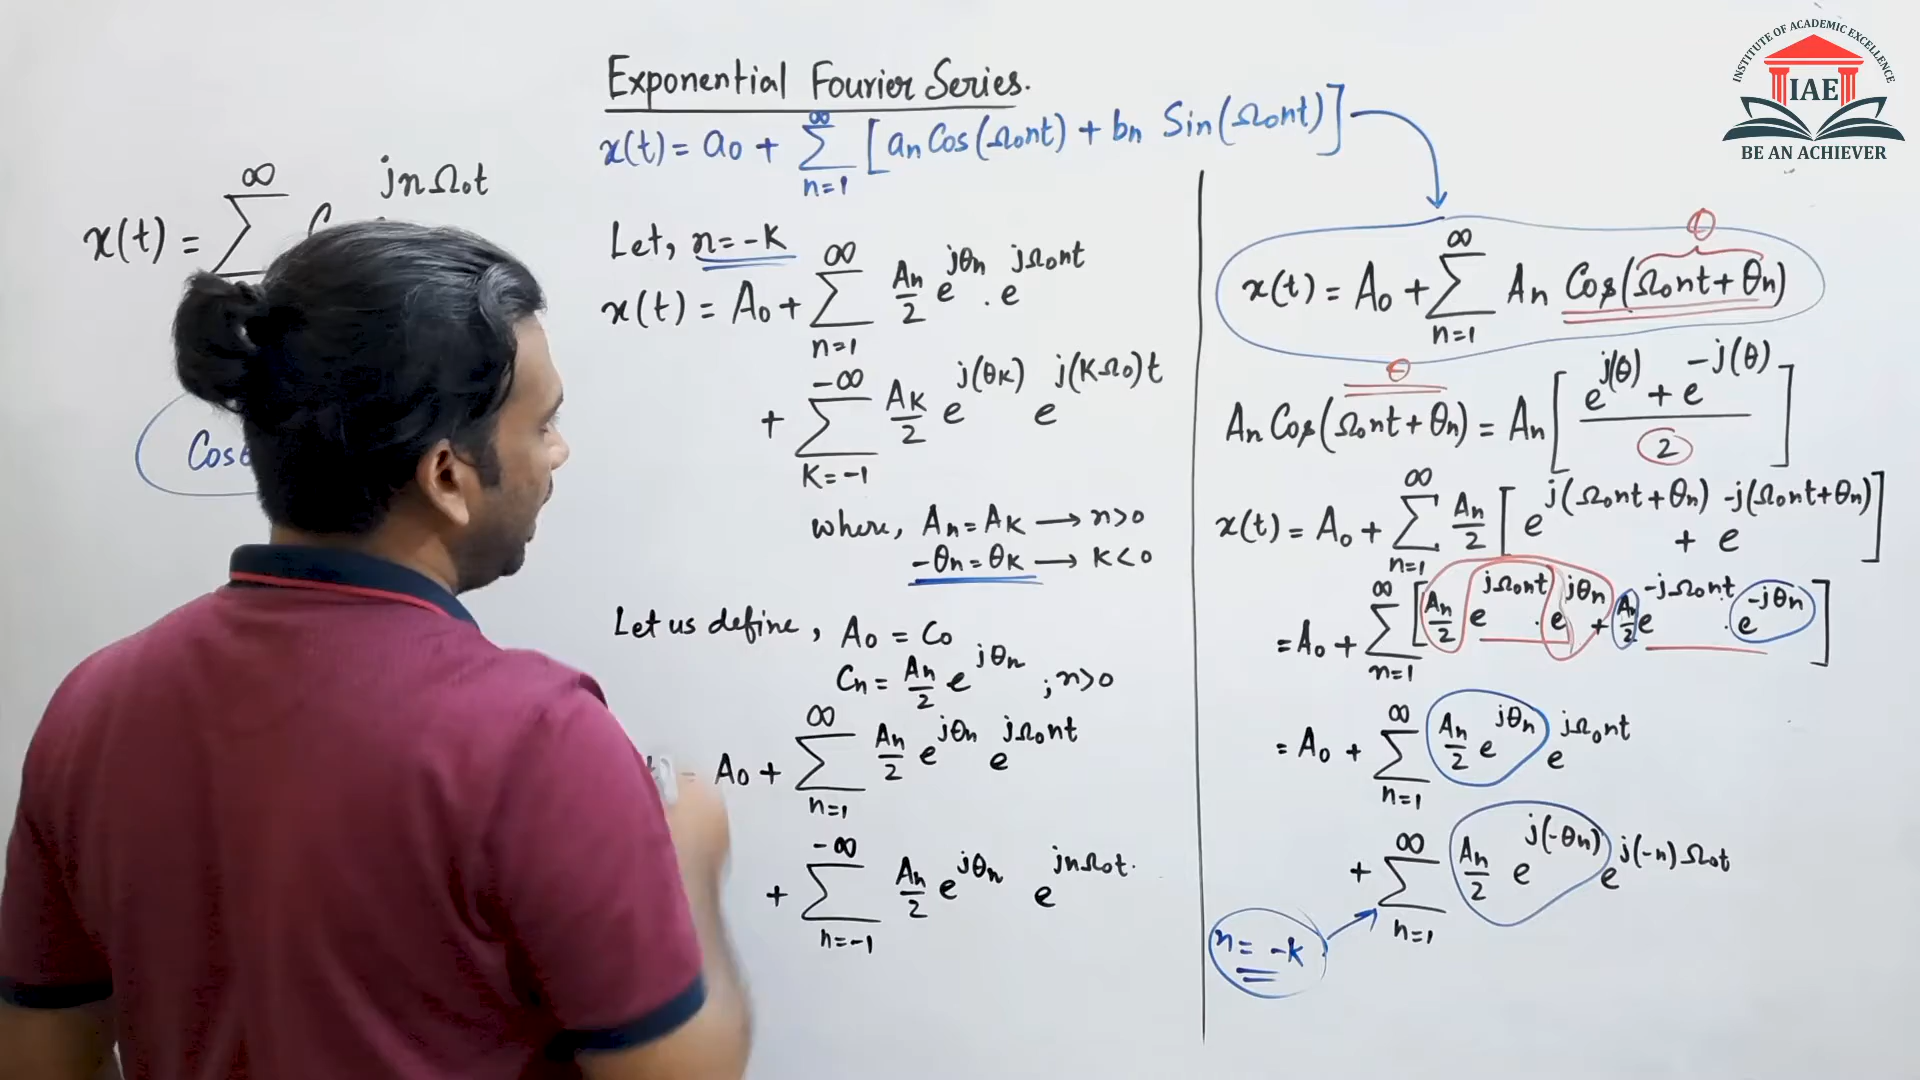 Exponential Fourier Series.
x(t) = a0 + ∞ Σ n=1 [an Cos(Ω0nt) + bn Sin(Ω0nt)]
x(t) = ∞ Σ jnΩ0t
Cosθ
Let, n = -K
x(t) = A0 + ∞ Σ n=1 An/2 e^jθn . e^jΩ0nt
+ -∞ Σ K=-1 AK/2 e^j(θK) e^j(KΩ0)t
where, An = AK → n>0
-θn = θK → K<0
Let us define, A0 = C0
Cn = An/2 e^jθn ; n>0
= A0 + ∞ Σ n=1 An/2 e^jθn e^jΩ0nt
+ -∞ Σ n=-1 An/2 e^jθn e^jnΩ0t.
θ
x(t) = A0 + ∞ Σ n=1 An Cos(Ω0nt + θn)
θ
An Cos(Ω0nt + θn) = An [e^j(θ) + e^-j(θ) / 2]
x(t) = A0 + ∞ Σ n=1 An/2 [e^j(Ω0nt + θn) + e^-j(Ω0nt + θn)]
= A0 + ∞ Σ n=1 [An/2 e^jΩ0nt . e^jθn + An/2 e^-jΩ0nt . e^-jθn]
= A0 + ∞ Σ n=1 An/2 e^jθn e^jΩ0nt
+ ∞ Σ n=1 An/2 e^j(-θn) e^j(-n)Ω0t
n = -k
INSTITUTE OF ACADEMIC EXCELLENCE
IAE
BE AN ACHIEVER